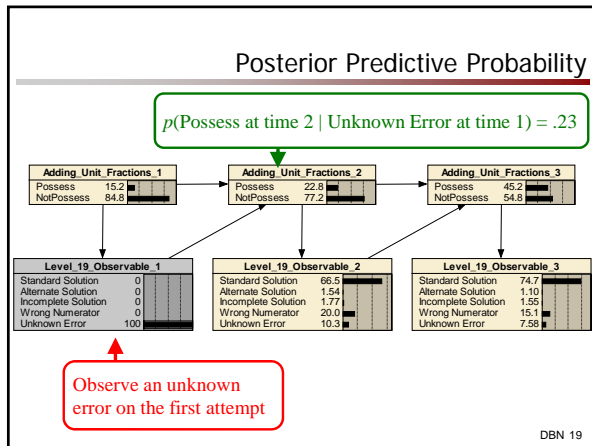 Posterior Predictive Probability
p(Possess at time 2 | Unknown Error at time 1) = .23
Adding_Unit_Fractions_1
Possess 15.2
NotPossess 84.8
Adding_Unit_Fractions_2
Possess 22.8
NotPossess 77.2
Adding_Unit_Fractions_3
Possess 45.2
NotPossess 54.8
Level_19_Observable_1
Standard Solution 0
Alternate Solution 0
Incomplete Solution 0
Wrong Numerator 0
Unknown Error 100
Level_19_Observable_2
Standard Solution 66.5
Alternate Solution 1.54
Incomplete Solution 1.77
Wrong Numerator 20.0
Unknown Error 10.3
Level_19_Observable_3
Standard Solution 74.7
Alternate Solution 1.10
Incomplete Solution 1.55
Wrong Numerator 15.1
Unknown Error 7.58
Observe an unknown
error on the first attempt
DBN 19